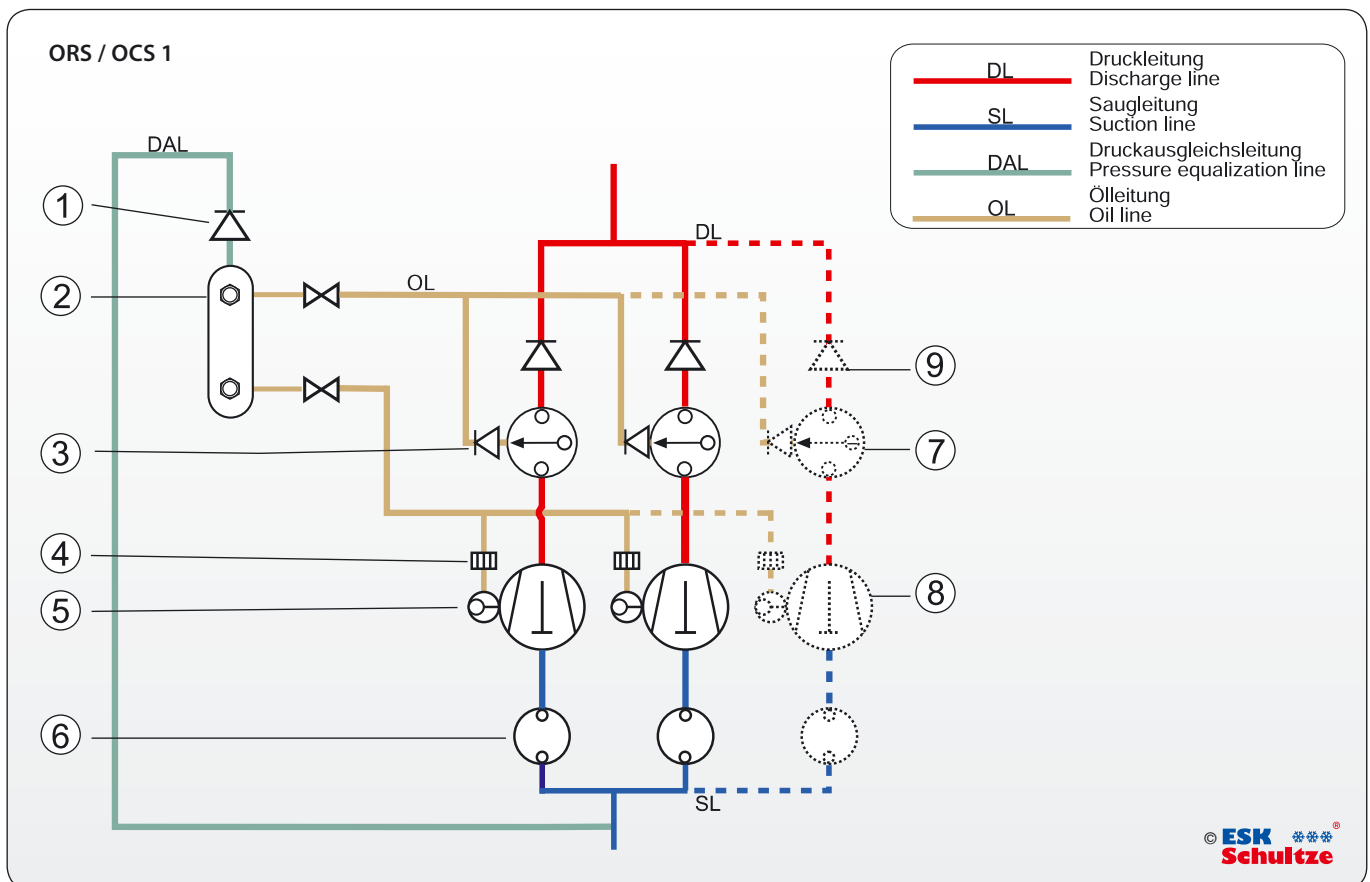 ORS / OCS 1
DL
Druckleitung
Discharge line
SL
Saugleitung
Suction line
DAL
Druckausgleichsleitung
Pressure equalization line
OL
Ölleitung
Oil line
DAL
1
DL
2
OL
9
3
7
4
5
8
6
SL
© ESK ®
Schultze